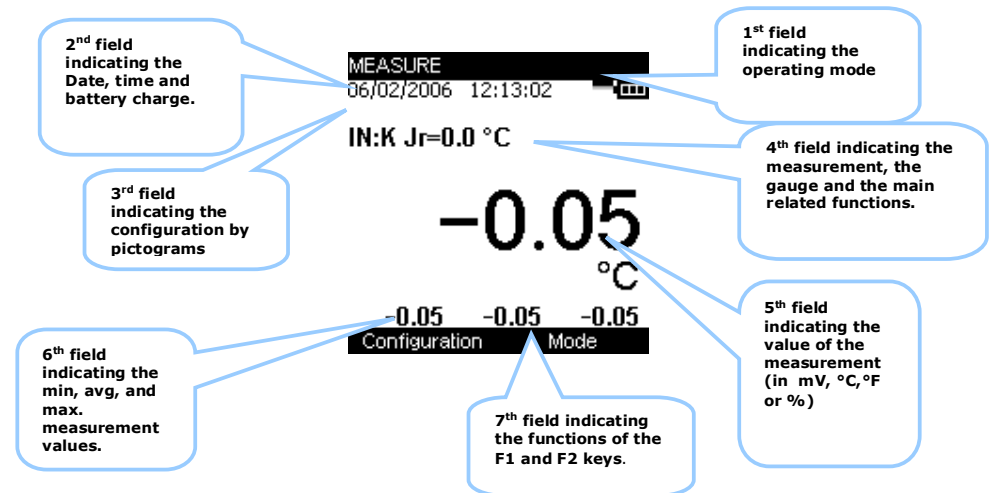 2nd field
indicating the
Date, time and
battery charge.
1st field
indicating the
operating mode
MEASURE
06/02/2006 12:13:02
IN:K Jr=0.0 °C
4th field indicating the
measurement, the
gauge and the main
related functions.
3rd field
indicating the
configuration by
pictograms
-0.05
°C
-0.05 -0.05 -0.05
Configuration Mode
5th field
indicating the
value of the
measurement
(in mV, °C,°F
or %)
6th field
indicating the
min, avg, and
max.
measurement
values.
7th field indicating
the functions of the
F1 and F2 keys.